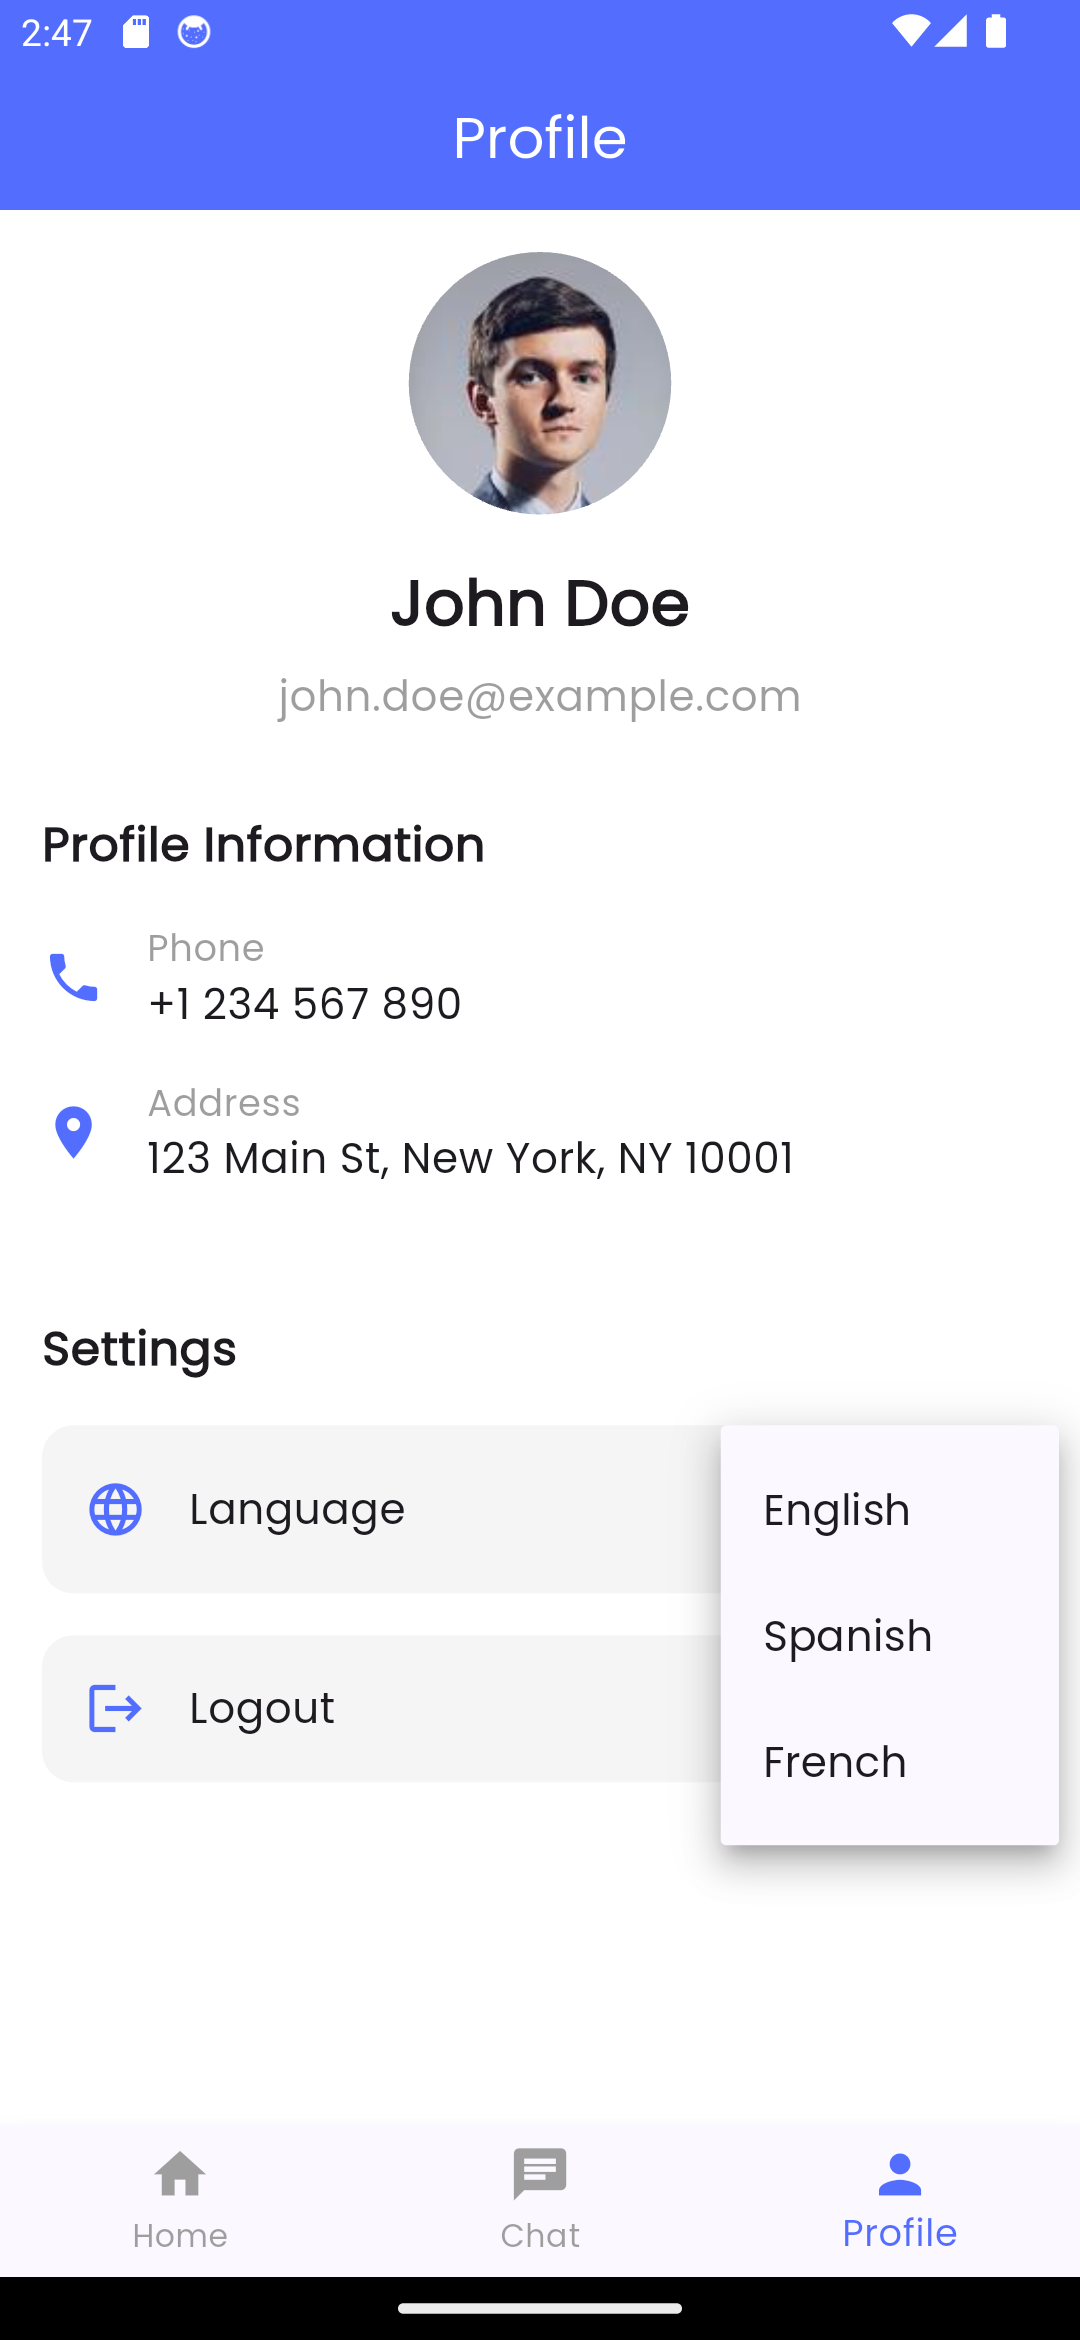 2:47
Profile
John Doe
john.doe@example.com
Profile Information
Phone
+1 234 567 890
Address
123 Main St, New York, NY 10001
Settings
Language
English
Spanish
Logout
French
Home
Chat
Profile